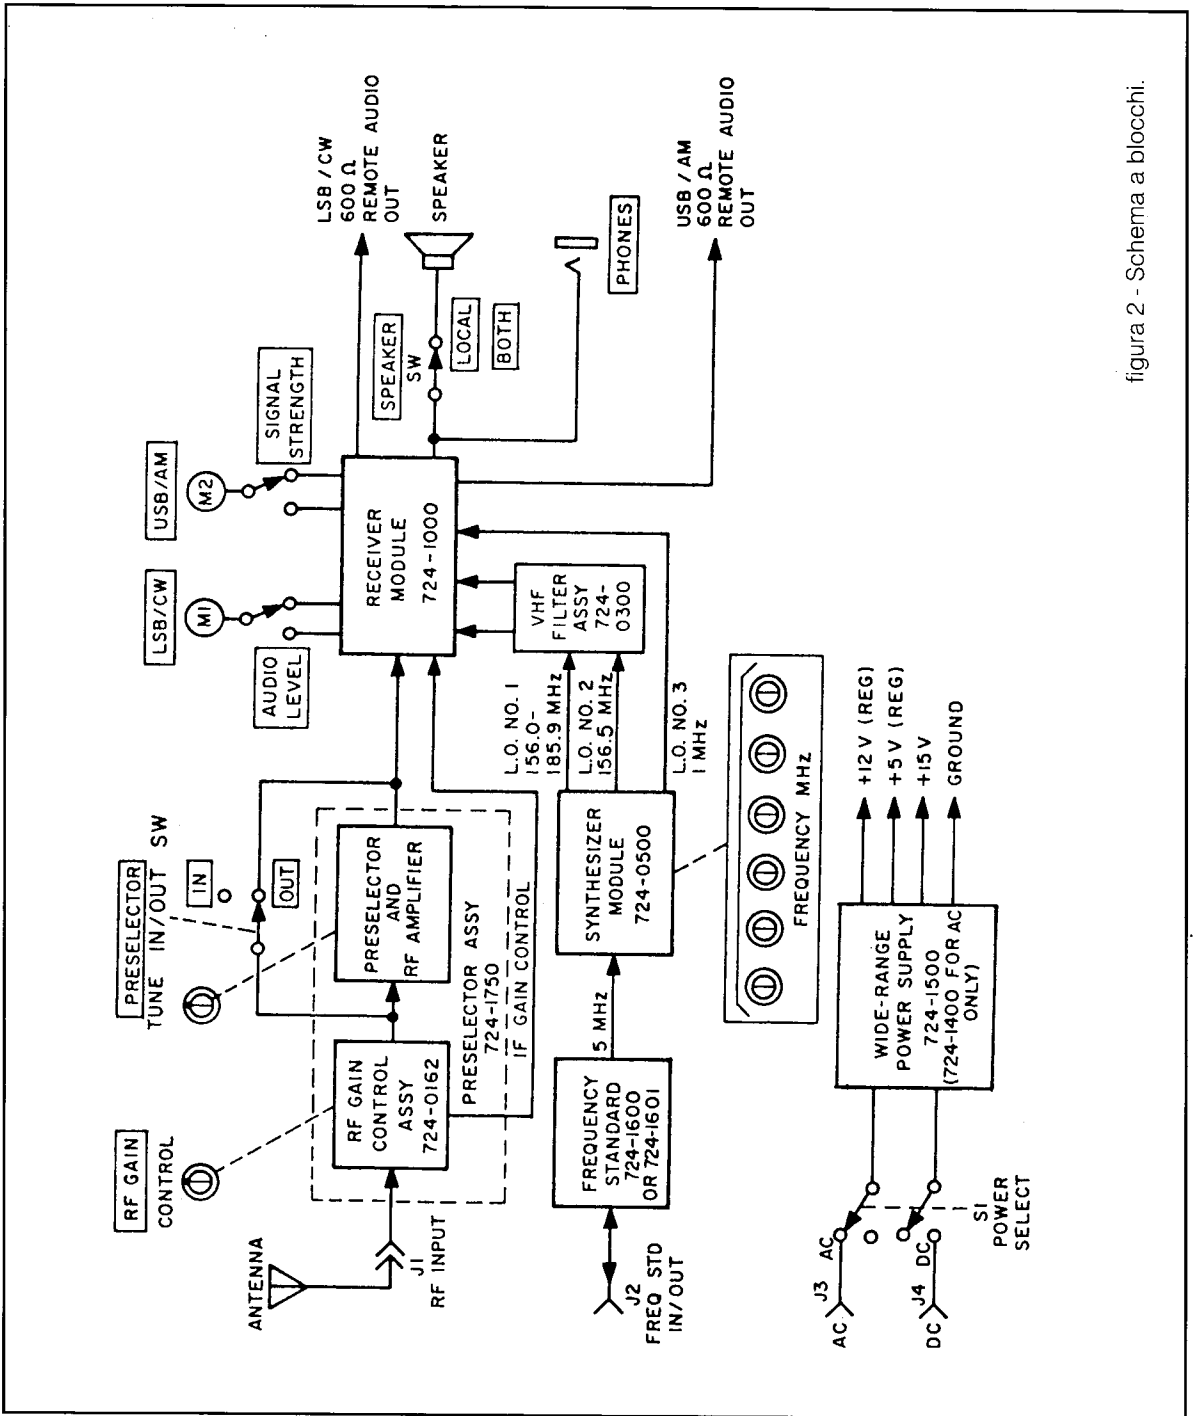 ANTENNA
J1
RF INPUT
RF GAIN
CONTROL
RF GAIN
CONTROL
ASSY
724-0162
PRESELECTOR
TUNE IN/OUT SW
IN
OUT
PRESELECTOR
AND
RF AMPLIFIER
PRESELECTOR ASSY
724-1750
IF GAIN CONTROL
LSB/CW
M1
AUDIO
LEVEL
USB/AM
M2
SIGNAL
STRENGTH
RECEIVER
MODULE
724-1000
LSB/CW
600 Ω
REMOTE AUDIO
OUT
SPEAKER
SW
LOCAL
BOTH
SPEAKER
PHONES
USB/AM
600 Ω
REMOTE AUDIO
OUT
VHF
FILTER
ASSY
724-
0300
L.O. NO. 1
156.0-
185.9 MHz
L.O. NO. 2
156.5 MHz
L.O. NO. 3
1 MHz
J2
FREQ STD
IN/OUT
FREQUENCY
STANDARD
724-1600
OR 724-1601
5 MHz
SYNTHESIZER
MODULE
724-0500
FREQUENCY MHz
J3
AC
AC
J4
DC
DC
S1
POWER
SELECT
WIDE-RANGE
POWER SUPPLY
724-1500
(724-1400 FOR AC
ONLY)
+12 V (REG)
+5 V (REG)
+15 V
GROUND
figura 2 - Schema a blocchi.